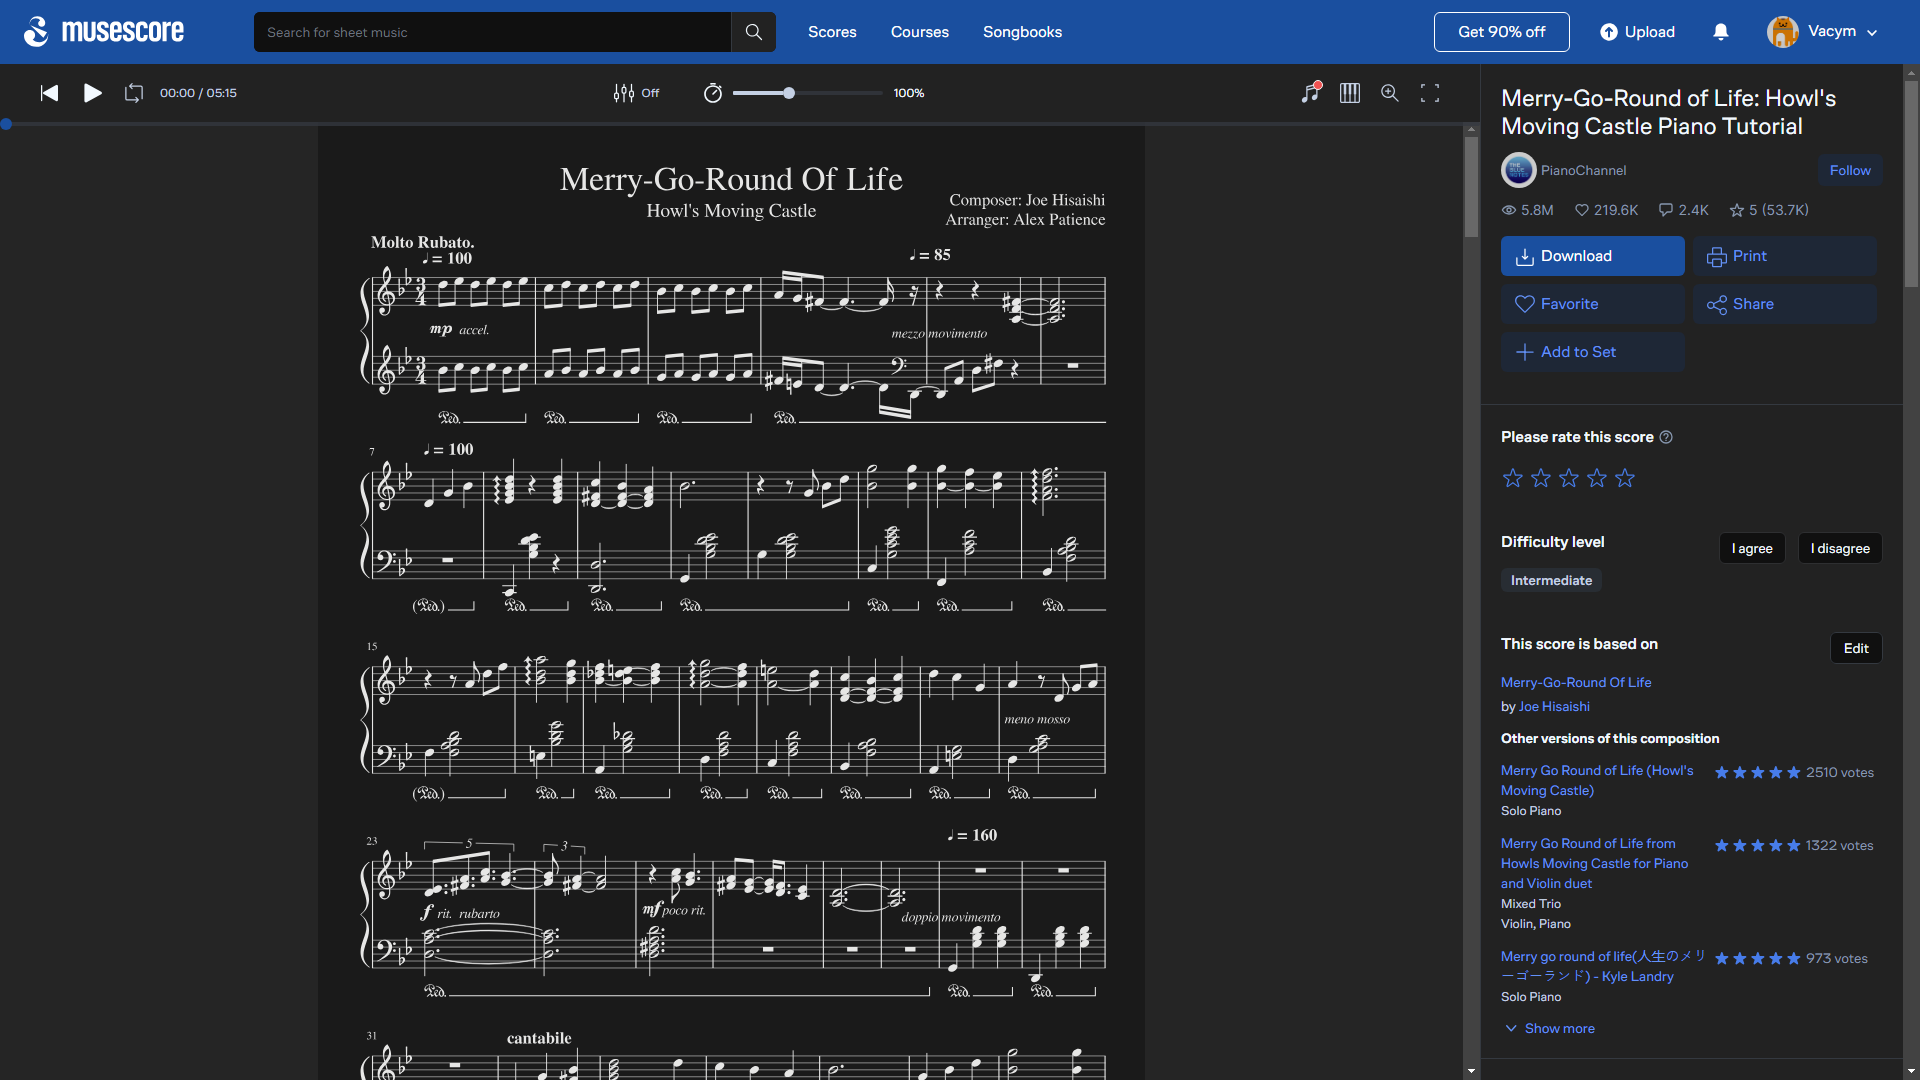 musescore
Search for sheet music
Scores
Courses
Songbooks
Get 90% off
Upload
Vacym
00:00 / 05:15
Off
100%
Merry-Go-Round Of Life
Howl's Moving Castle
Composer: Joe Hisaishi
Arranger: Alex Patience
Molto Rubato.
♩ = 100
♩ = 85
mp accel.
mezzo movimento
7
♩ = 100
15
meno mosso
23
5
3
♩ = 160
f rit. rubarto
mf poco rit.
doppio movimento
31
cantabile
Merry-Go-Round of Life: Howl's
Moving Castle Piano Tutorial
PianoChannel
Follow
5.8M
219.6K
2.4K
5 (53.7K)
Download
Print
Favorite
Share
Add to Set
Please rate this score
Difficulty level
I agree
I disagree
Intermediate
This score is based on
Edit
Merry-Go-Round Of Life
by Joe Hisaishi
Other versions of this composition
Merry Go Round of Life (Howl's
Moving Castle)
2510 votes
Solo Piano
Merry Go Round of Life from
Howls Moving Castle for Piano
and Violin duet
1322 votes
Mixed Trio
Violin, Piano
Merry go round of life(人生のメリ
ーゴーランド) - Kyle Landry
973 votes
Solo Piano
Show more